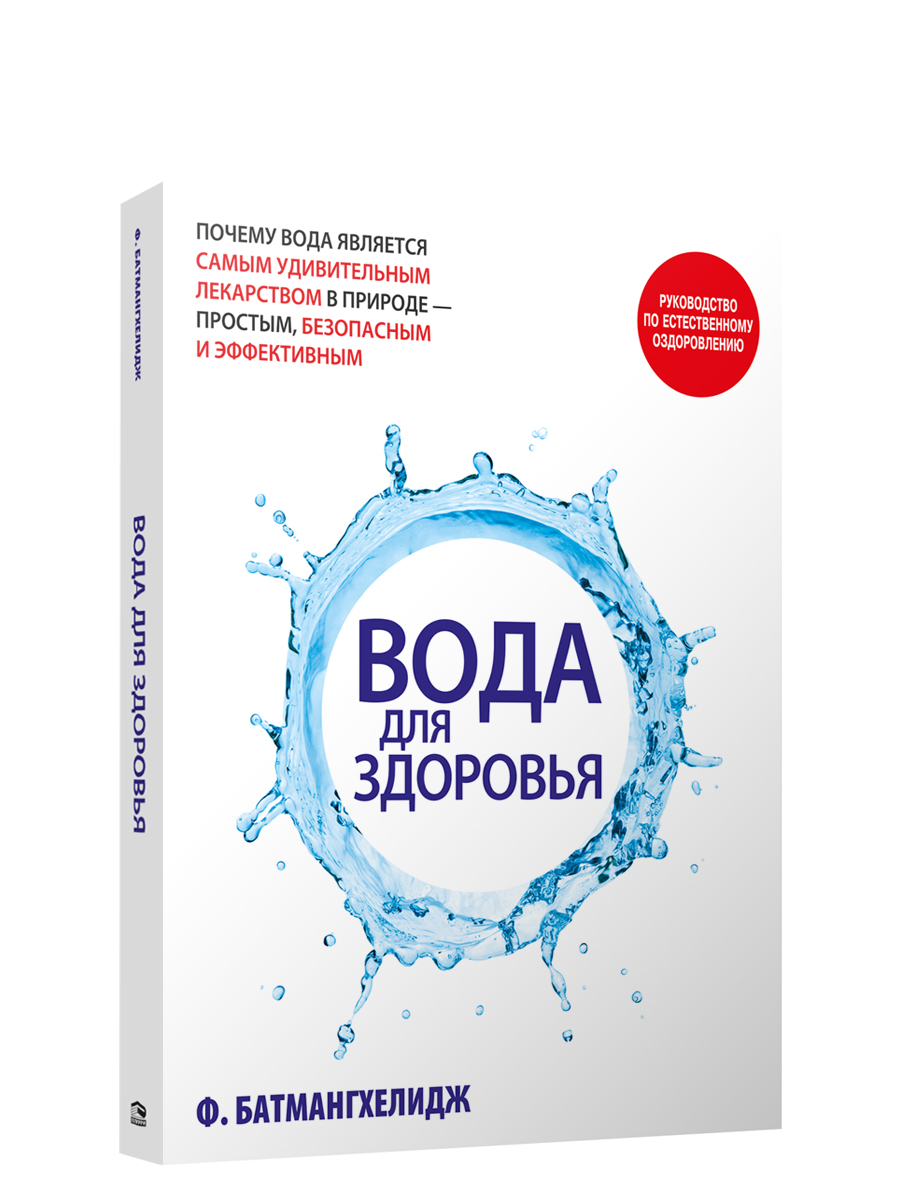 ПОЧЕМУ ВОДА ЯВЛЯЕТСЯ
САМЫМ УДИВИТЕЛЬНЫМ
ЛЕКАРСТВОМ В ПРИРОДЕ —
ПРОСТЫМ, БЕЗОПАСНЫМ
И ЭФФЕКТИВНЫМ
РУКОВОДСТВО
ПО ЕСТЕСТВЕННОМУ
ОЗДОРОВЛЕНИЮ
ВОДА
ДЛЯ
ЗДОРОВЬЯ
Ф. БАТМАНГХЕЛИДЖ
Ф. БАТМАНГХЕЛИДЖ
ВОДА ДЛЯ ЗДОРОВЬЯ